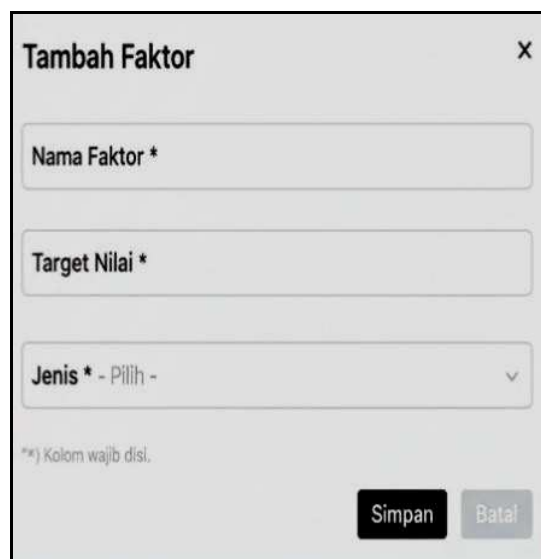 Tambah Faktor X
Nama Faktor *
Target Nilai *
Jenis * - Pilih -
"*) Kolom wajib disi.
Simpan Batal